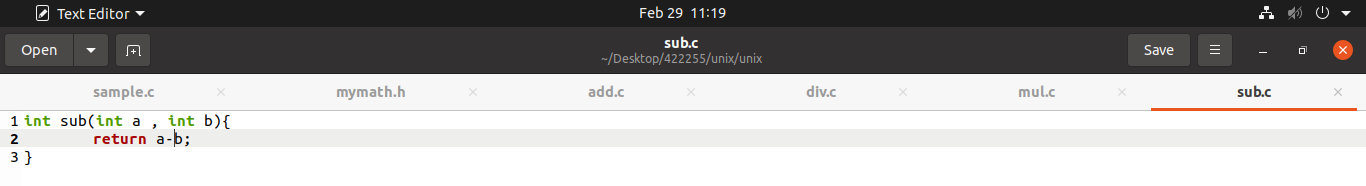 Text Editor Feb 29 11:19
Open sub.c Save
~/Desktop/422255/unix/unix
sample.c mymath.h add.c div.c mul.c sub.c
1 int sub(int a , int b){
2 return a-b;
3 }